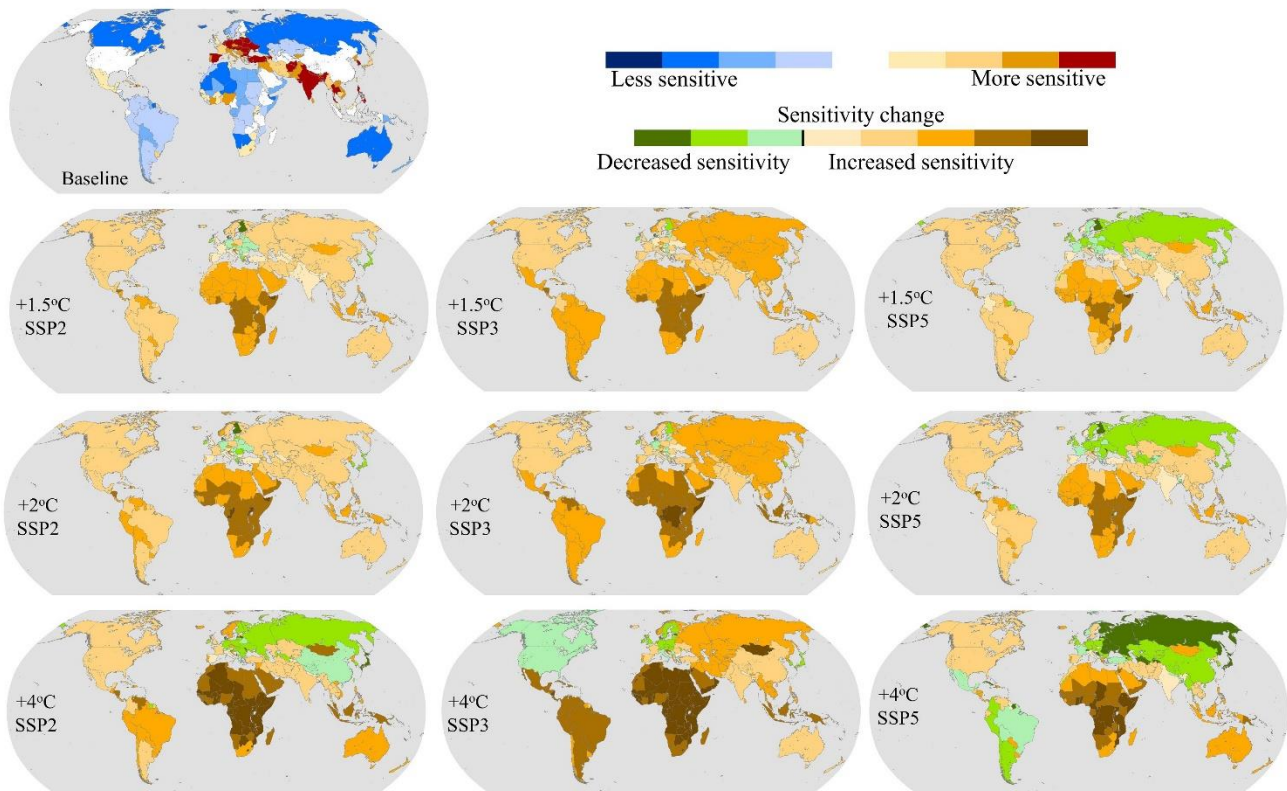 Less sensitive
More sensitive
Sensitivity change
Decreased sensitivity
Increased sensitivity
Baseline
+1.5°C
SSP2
+1.5°C
SSP3
+1.5°C
SSP5
+2°C
SSP2
+2°C
SSP3
+2°C
SSP5
+4°C
SSP2
+4°C
SSP3
+4°C
SSP5